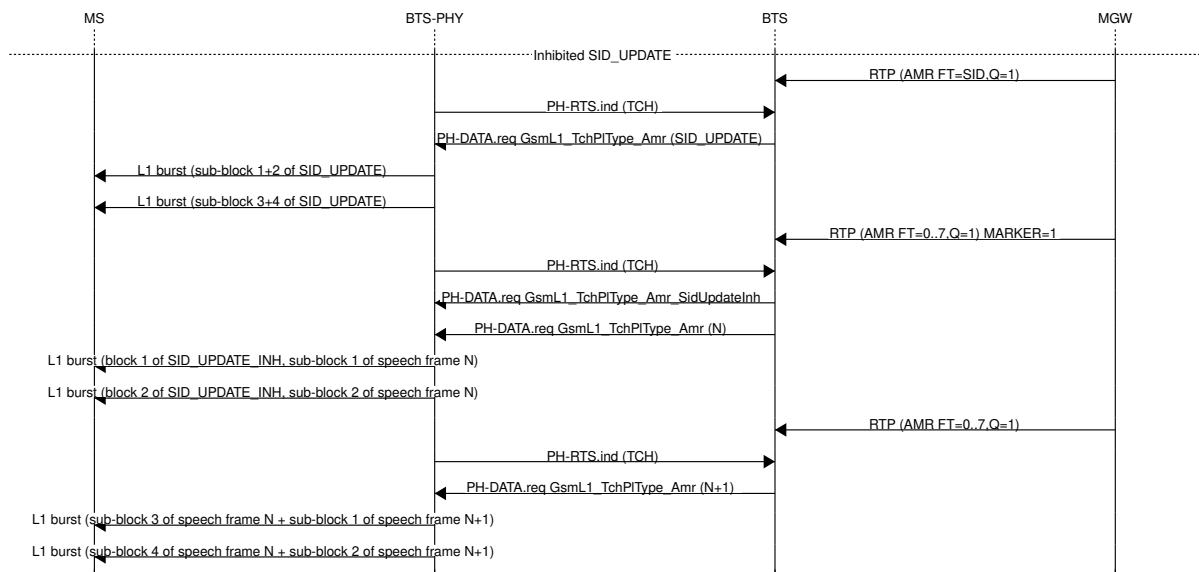 MS BTS-PHY BTS MGW
Inhibited SID_UPDATE
RTP (AMR FT=SID,Q=1)
PH-RTS.ind (TCH)
PH-DATA.req GsmL1_TchPlType_Amr (SID_UPDATE)
L1 burst (sub-block 1+2 of SID_UPDATE)
L1 burst (sub-block 3+4 of SID_UPDATE)
RTP (AMR FT=0..7,Q=1) MARKER=1
PH-RTS.ind (TCH)
PH-DATA.req GsmL1_TchPlType_Amr_SidUpdateInh
PH-DATA.req GsmL1_TchPlType_Amr (N)
L1 burst (block 1 of SID_UPDATE_INH, sub-block 1 of speech frame N)
L1 burst (block 2 of SID_UPDATE_INH, sub-block 2 of speech frame N)
RTP (AMR FT=0..7,Q=1)
PH-RTS.ind (TCH)
PH-DATA.req GsmL1_TchPlType_Amr (N+1)
L1 burst (sub-block 3 of speech frame N + sub-block 1 of speech frame N+1)
L1 burst (sub-block 4 of speech frame N + sub-block 2 of speech frame N+1)